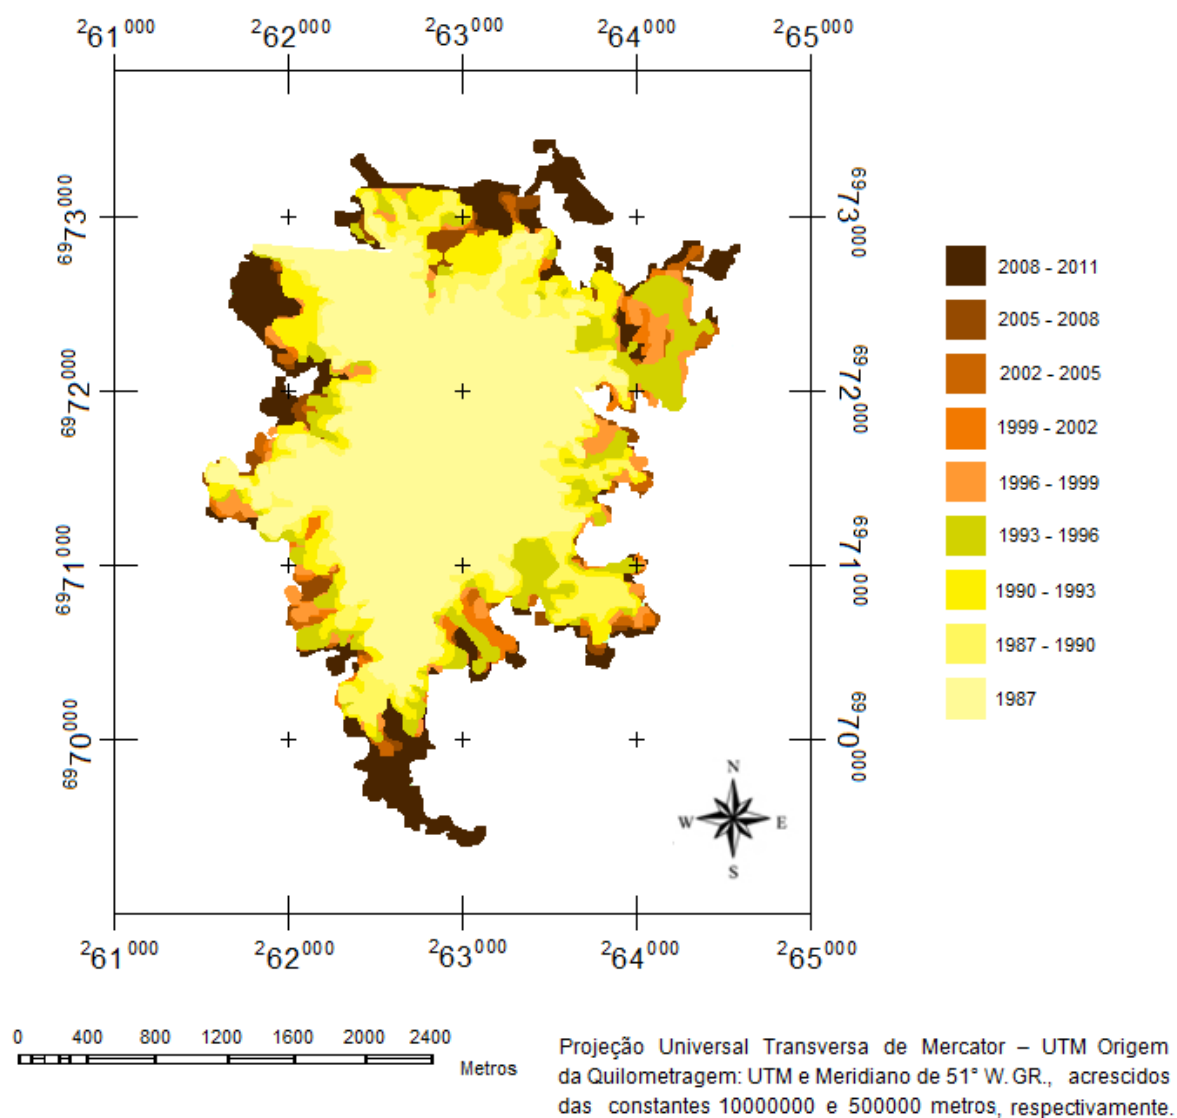 261000 262000 263000 264000 265000
6973000 6973000
2008 - 2011
2005 - 2008
2002 - 2005
6972000 6972000
1999 - 2002
1996 - 1999
1993 - 1996
6971000 6971000
1990 - 1993
1987 - 1990
1987
6970000 6970000
N
W E
S
261000 262000 263000 264000 265000
0 400 800 1200 1600 2000 2400
Metros
Projeção Universal Transversa de Mercator – UTM Origem
da Quilometragem: UTM e Meridiano de 51° W. GR., acrescidos
das constantes 10000000 e 500000 metros, respectivamente.